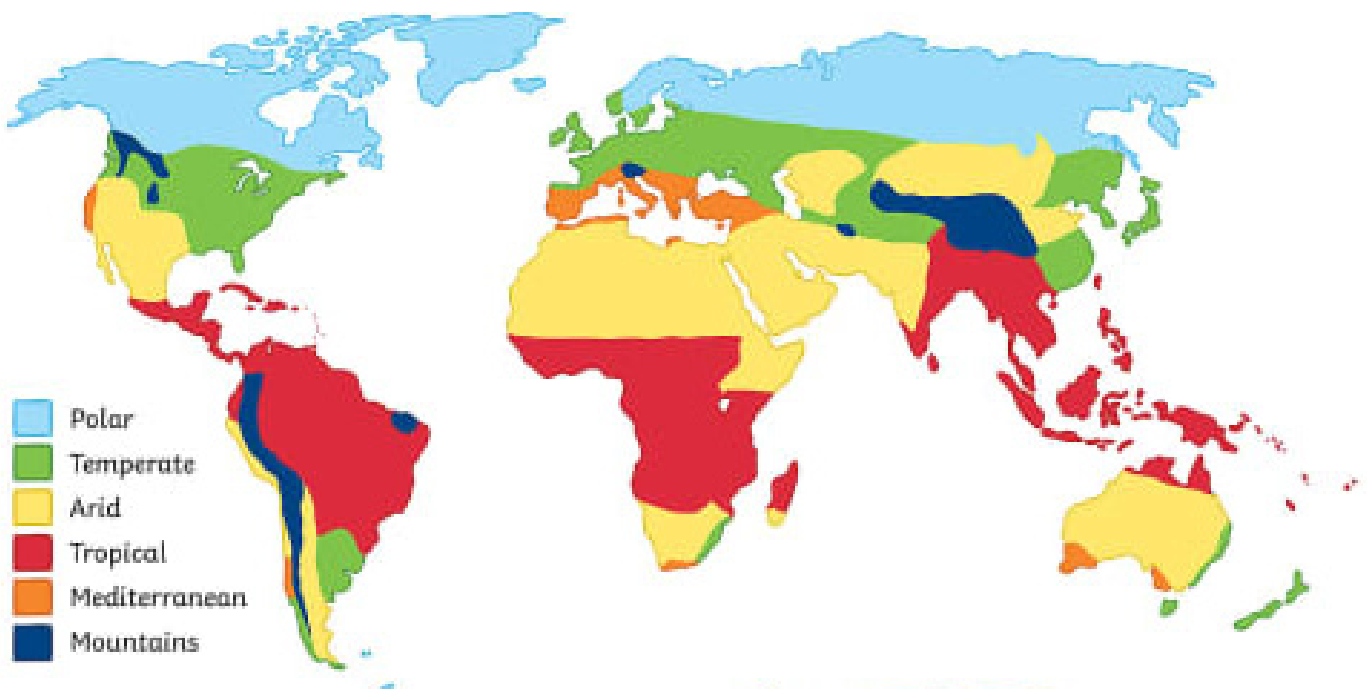 Polar
Temperate
Arid
Tropical
Mediterranean
Mountains